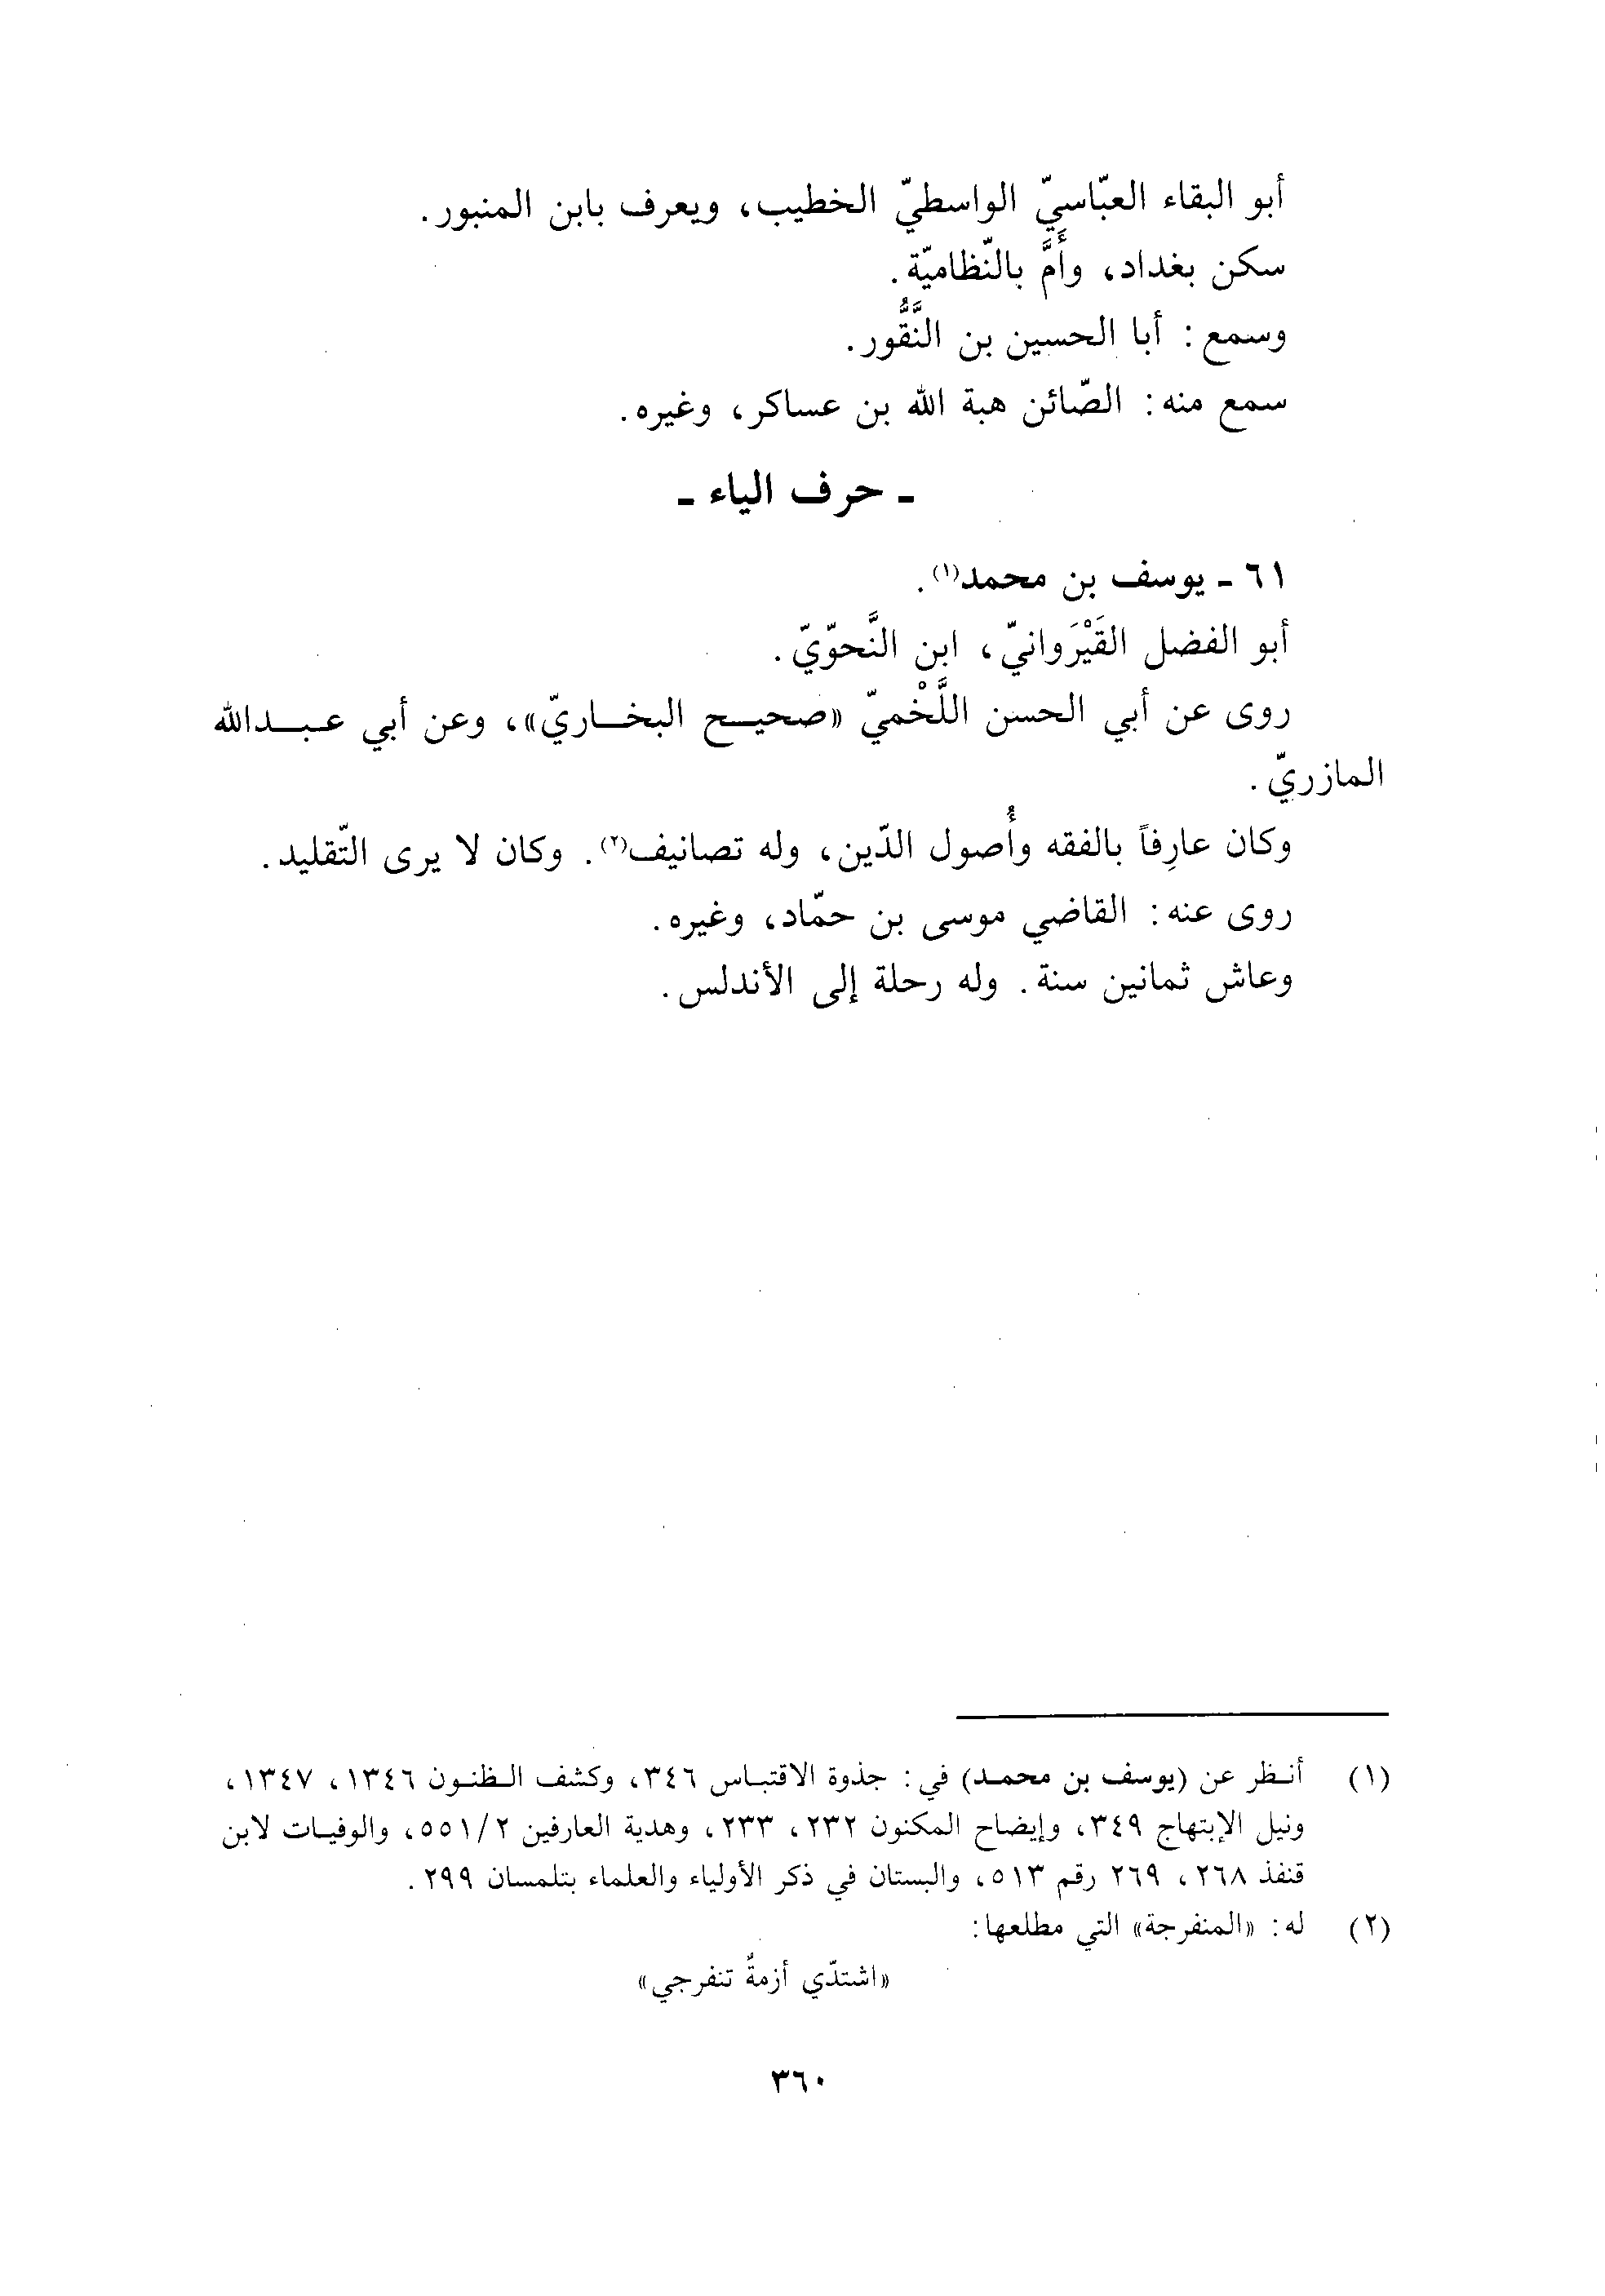 أبو البقاء العبّاسيّ الواسطيّ الخطيب، ويعرف بابن المنبور.
سكن بغداد، وأَمَّ بالنّظاميّة.
وسمع: أبا الحسين بن النَّقُّور.
سمع منه: الصّائن هبة الله بن عساكر، وغيره.
ـ حرف الياء ـ
٦١ ـ يوسف بن محمد(١).
أبو الفضل القَيْرَوانيّ، ابن النَّحوّيّ.
روى عن أبي الحسن اللَّخْميّ «صحيح البخاريّ»، وعن أبي عبدالله
المازريّ.
وكان عارِفاً بالفقه وأُصول الدّين، وله تصانيف(٢). وكان لا يرى التّقليد.
روى عنه: القاضي موسى بن حمّاد، وغيره.
وعاش ثمانين سنة. وله رحلة إلى الأندلس.
(١) أنظر عن (يوسف بن محمد) في: جذوة الاقتباس ٣٤٦، وكشف الظنون ١٣٤٦، ١٣٤٧،
ونيل الإبتهاج ٣٤٩، وإيضاح المكنون ٢٣٢، ٢٣٣، وهدية العارفين ٥٥١/٢، والوفيات لابن
قنفذ ٢٦٨، ٢٦٩ رقم ٥١٣، والبستان في ذكر الأولياء والعلماء بتلمسان ٢٩٩.
(٢) له: «المنفرجة» التي مطلعها:
«اشتدّي أزمةٌ تنفرجي»
٣٦٠